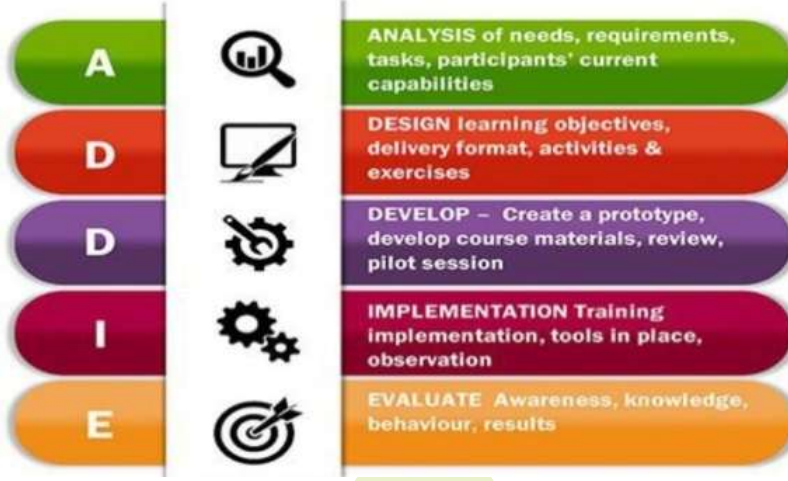 A
ANALYSIS of needs, requirements,
tasks, participants' current
capabilities
D
DESIGN learning objectives,
delivery format, activities &
exercises
D
DEVELOP – Create a prototype,
develop course materials, review,
pilot session
I
IMPLEMENTATION Training
implementation, tools in place,
observation
E
EVALUATE Awareness, knowledge,
behaviour, results